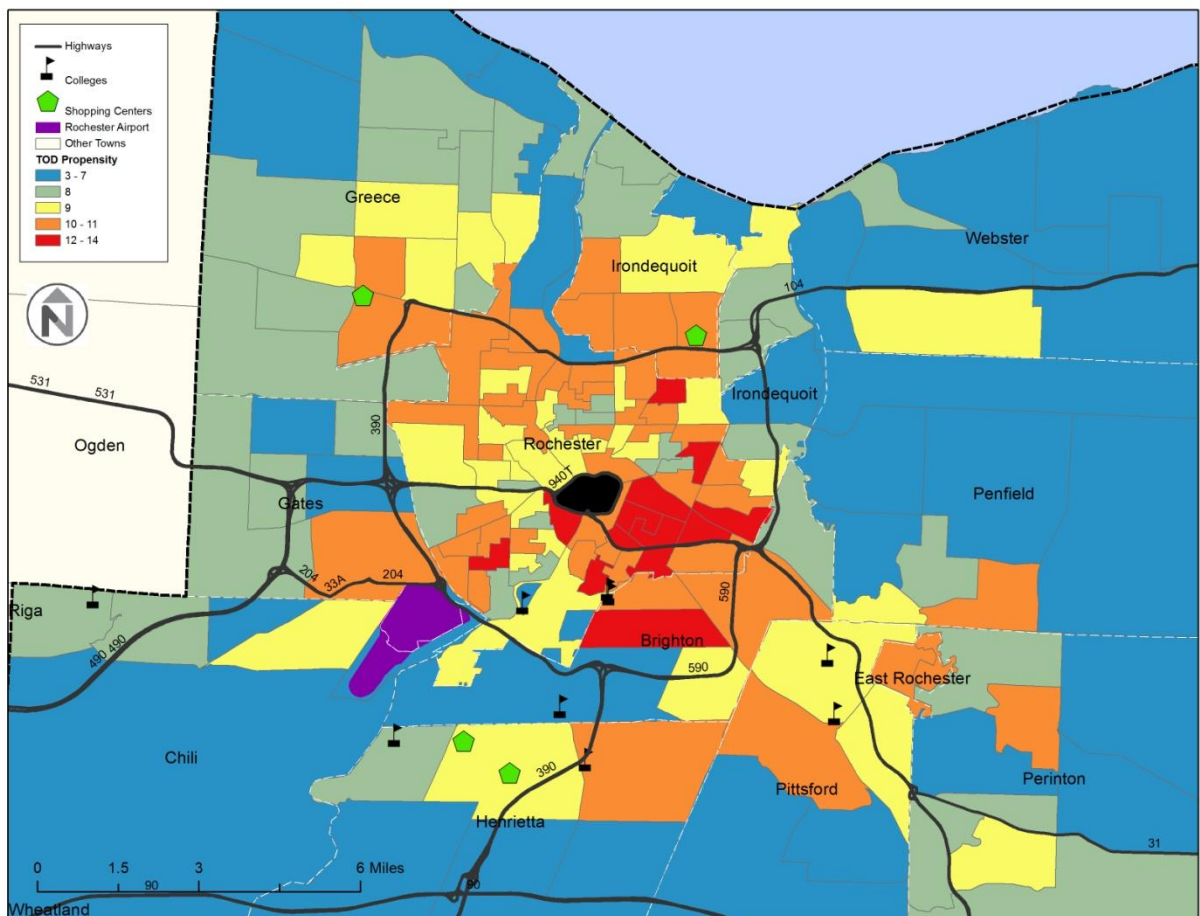 Highways
Colleges
Shopping Centers
Rochester Airport
Other Towns
TOD Propensity
3 - 7
8
9
10 - 11
12 - 14
N
Greece
Webster
Irondequoit
104
531
531
390
Irondequoit
Ogden
Rochester
940T
Penfield
Gates
204
33A
204
590
Riga
Brighton
490
490
590
East Rochester
Chili
390
Pittsford
Perinton
Henrietta
31
0
1.5
3
6 Miles
90
90
Wheatland